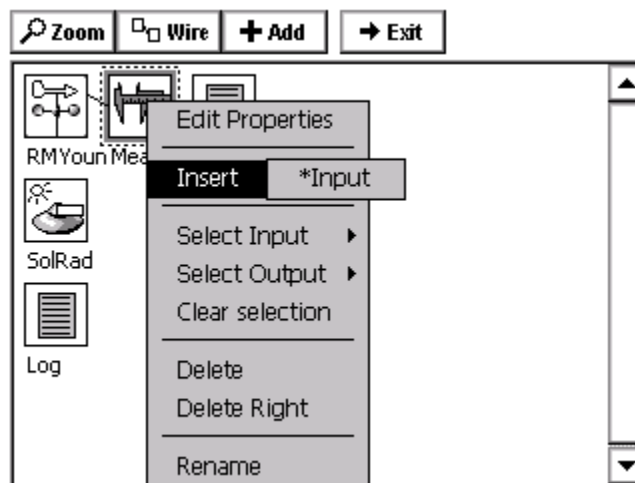 Zoom Wire Add Exit
RMYoun Mea
Edit Properties
Insert *Input
SolRad
Select Input
Select Output
Clear selection
Log
Delete
Delete Right
Rename